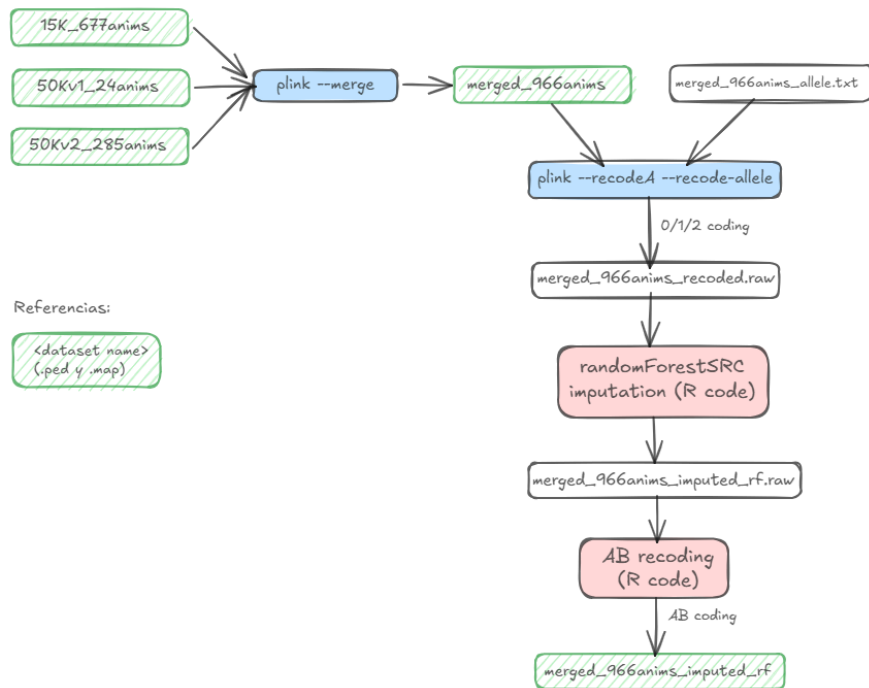 15K_677anims
50Kv1_24anims
50Kv2_285anims
plink --merge
merged_966anims
merged_966anims_allele.txt
plink --recodeA --recode-allele
0/1/2 coding
merged_966anims_recoded.raw
Referencias:
<dataset name>
(.ped y .map)
randomForestSRC
imputation (R code)
merged_966anims_imputed_rf.raw
AB recoding
(R code)
AB coding
merged_966anims_imputed_rf